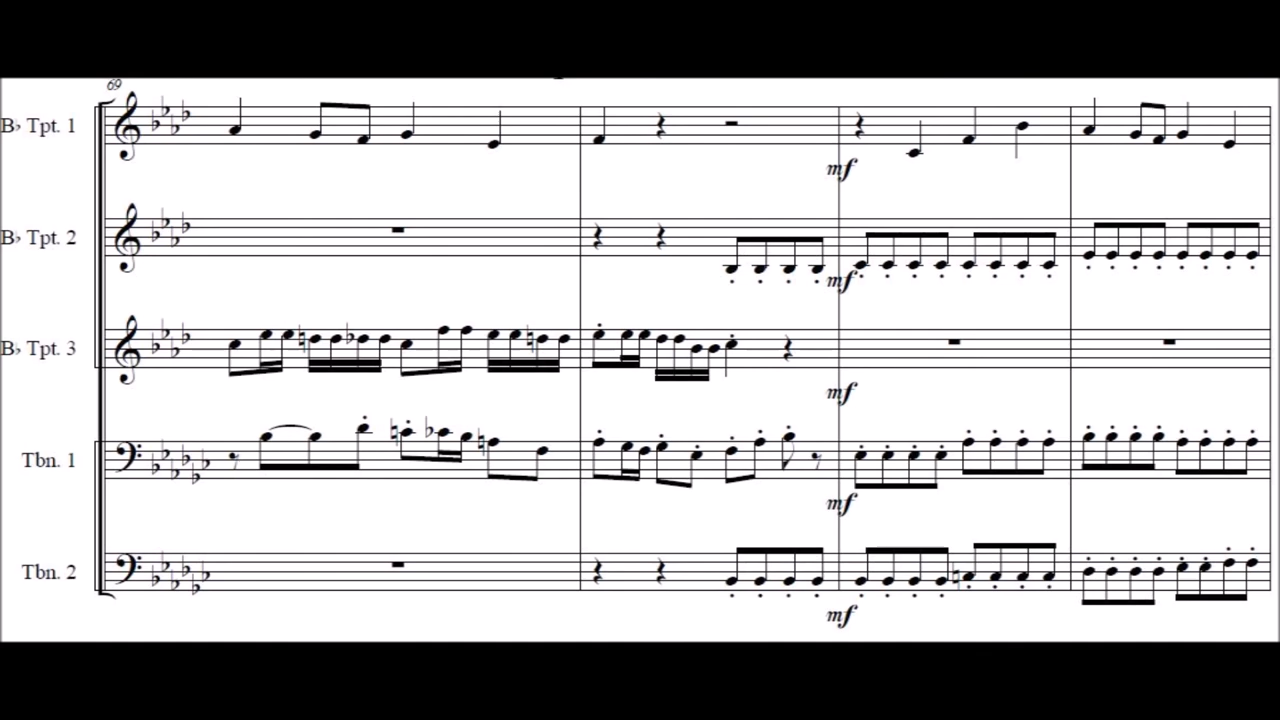 69
B♭ Tpt. 1
mf
B♭ Tpt. 2
mf
B♭ Tpt. 3
mf
Tbn. 1
mf
Tbn. 2
mf